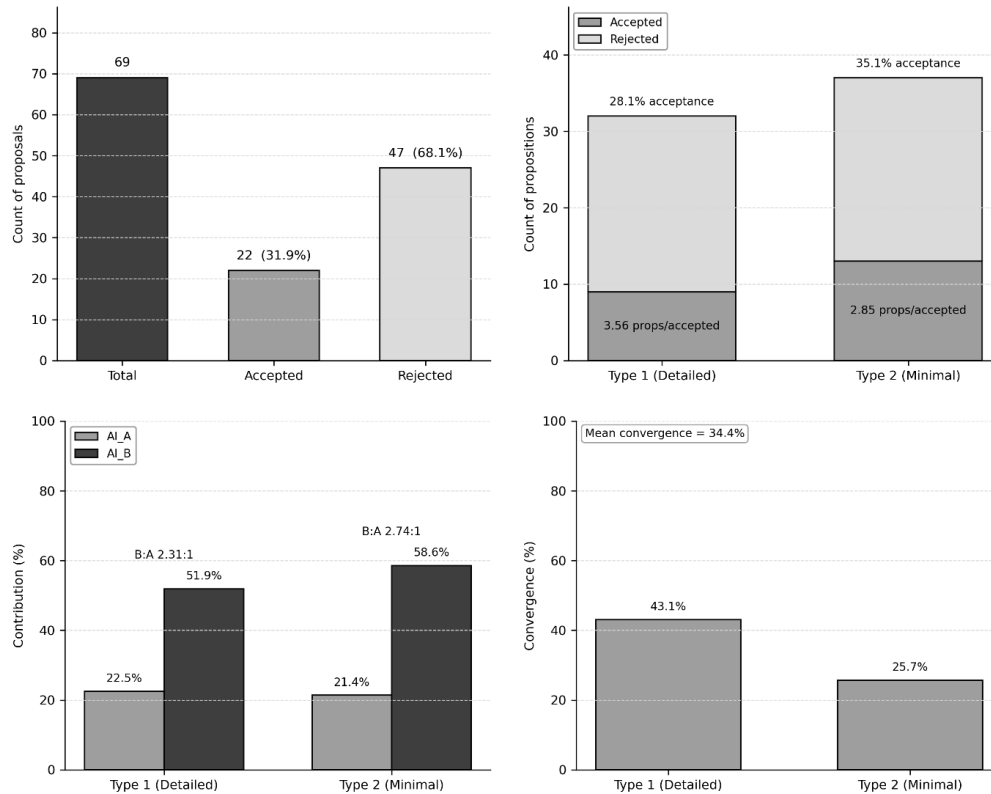 Count of proposals
80
70
60
50
40
30
20
10
0
69
22 (31.9%)
47 (68.1%)
Total
Accepted
Rejected
Count of propositions
40
30
20
10
0
Accepted
Rejected
28.1% acceptance
35.1% acceptance
3.56 props/accepted
2.85 props/accepted
Type 1 (Detailed)
Type 2 (Minimal)
Contribution (%)
100
80
60
40
20
0
AI_A
AI_B
B:A 2.31:1
B:A 2.74:1
22.5%
51.9%
21.4%
58.6%
Type 1 (Detailed)
Type 2 (Minimal)
Convergence (%)
100
80
60
40
20
0
Mean convergence = 34.4%
43.1%
25.7%
Type 1 (Detailed)
Type 2 (Minimal)